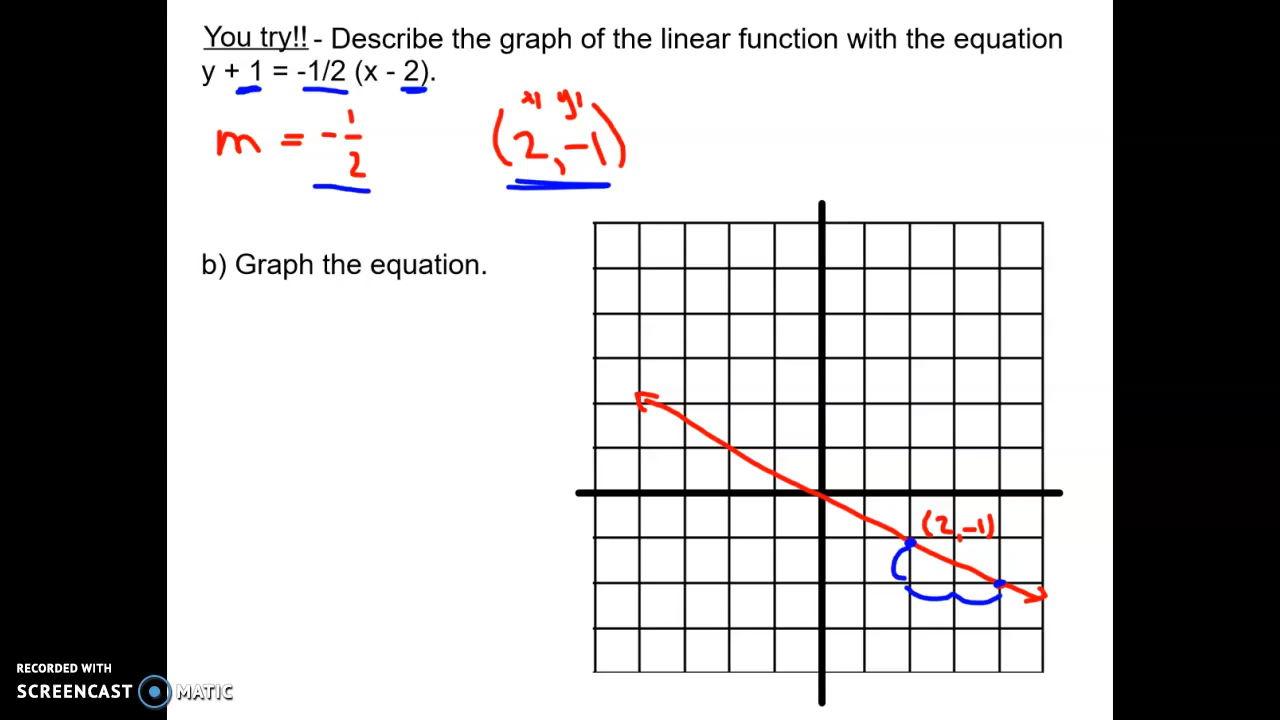 You try!! - Describe the graph of the linear function with the equation
y + 1 = -1/2 (x - 2).
x1 y1
m = -1/2 (2, -1)
b) Graph the equation.
(2, -1)
RECORDED WITH
SCREENCAST MATIC